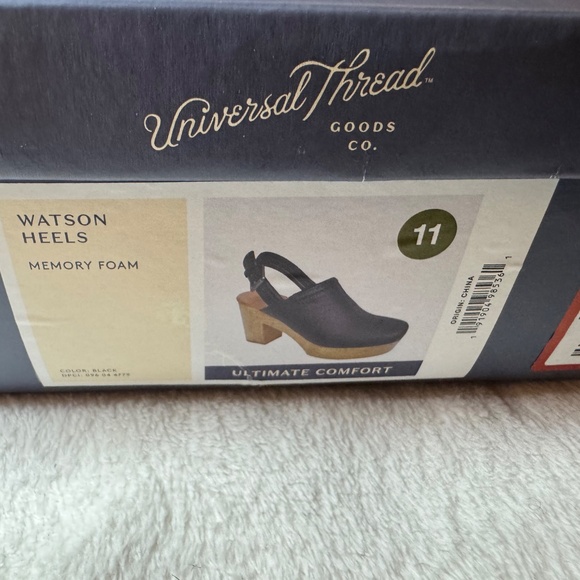 Universal Thread™
GOODS
CO.
WATSON
HEELS
MEMORY FOAM
COLOR: BLACK
11
ULTIMATE COMFORT
ORIGIN: CHINA